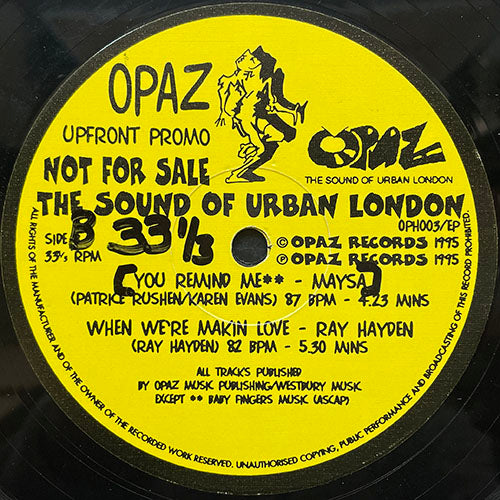 OPAZ
UPFRONT PROMO
NOT FOR SALE
OPAZ
THE SOUND OF URBAN LONDON
THE SOUND OF URBAN LONDON
OPH003/EP
SIDE B 33 1/3
33⅓ RPM
© OPAZ RECORDS 1995
℗ OPAZ RECORDS 1995
[YOU REMIND ME** - MAYSA]
(PATRICE RUSHEN/KAREN EVANS) 87 BPM - 4.23 MINS
WHEN WE'RE MAKIN LOVE - RAY HAYDEN
(RAY HAYDEN) 82 BPM - 5.30 MINS
ALL TRACK'S PUBLISHED
BY OPAZ MUSIC PUBLISHING/WESTBURY MUSIC
EXCEPT ** BABY FINGERS MUSIC (ASCAP)
ALL RIGHTS OF THE MANUFACTURER AND OF THE OWNER OF THE RECORDED WORK RESERVED. UNAUTHORISED COPYING, PUBLIC PERFORMANCE AND BROADCASTING OF THIS RECORD PROHIBITED.